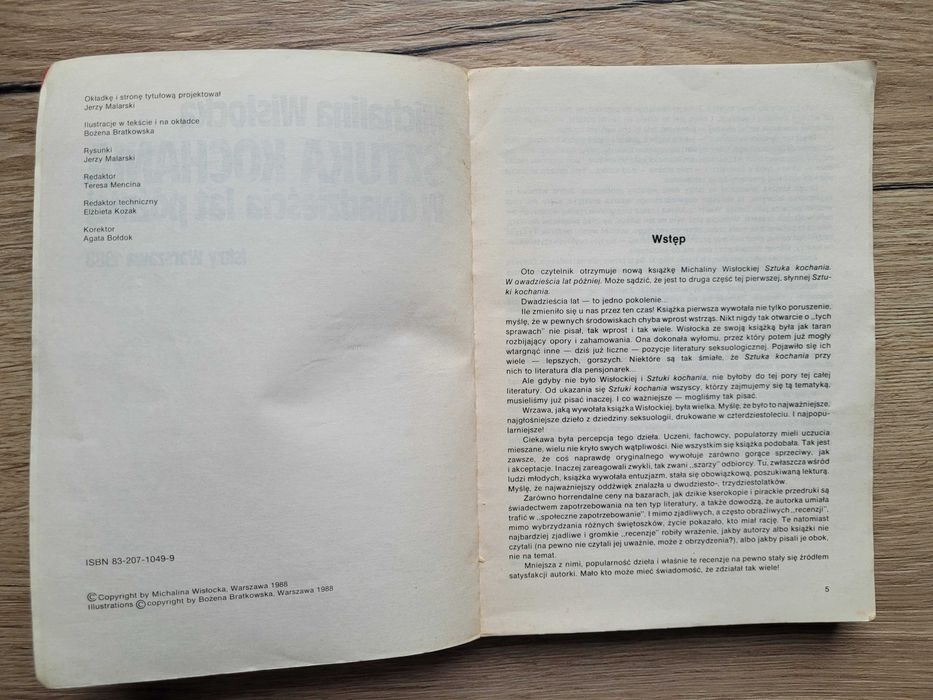 Okładkę i stronę tytułową projektował
Jerzy Malarski
Ilustracje w tekście i na okładce
Bożena Bratkowska
Rysunki
Jerzy Malarski
Redaktor
Teresa Mencina
Redaktor techniczny
Elżbieta Kozak
Korektor
Agata Bołdok
ISBN 83-207-1049-9
© Copyright by Michalina Wisłocka, Warszawa 1988
Illustrations © copyright by Bożena Bratkowska, Warszawa 1988
Wstęp
Oto czytelnik otrzymuje nową książkę Michaliny Wisłockiej Sztuka kochania.
W dwadzieścia lat później. Może sądzić, że jest to druga część tej pierwszej, słynnej Sztu-
ki kochania.
Dwadzieścia lat — to jedno pokolenie...
Ile zmieniło się u nas przez ten czas! Książka pierwsza wywołała nie tylko poruszenie,
myślę, że w pewnych środowiskach chyba wprost wstrząs. Nikt nigdy tak otwarcie o „tych
sprawach" nie pisał, tak wprost i tak wiele. Wisłocka ze swoją książką była jak taran
rozbijający opory i zahamowania. Ona dokonała wyłomu, przez który potem już mogły
wtargnąć inne — dziś już liczne — pozycje literatury seksuologicznej. Pojawiło się ich
wiele — lepszych, gorszych. Niektóre są tak śmiałe, że Sztuka kochania przy
nich to literatura dla pensjonarek...
Ale gdyby nie było Wisłockiej i Sztuki kochania, nie byłoby do tej pory tej całej
literatury. Od ukazania się Sztuki kochania wszyscy, którzy zajmujemy się tą tematyką,
musieliśmy już pisać inaczej. I co ważniejsze — mogliśmy tak pisać.
Wrzawa, jaką wywołała książka Wisłockiej, była wielka. Myślę, że było to najważniejsze,
najgłośniejsze dzieło z dziedziny seksuologii, drukowane w czterdziestoleciu. I najpopu-
larniejsze!
Ciekawa była percepcja tego dzieła. Uczeni, fachowcy, populatorzy mieli uczucia
mieszane, wielu nie kryło swych wątpliwości. Nie wszystkim się książka podobała. Tak jest
zawsze, że coś naprawdę oryginalnego wywołuje zarówno gorące sprzeciwy, jak
i akceptacje. Inaczej zareagowali zwykli, tak zwani „szarzy" odbiorcy. Tu, zwłaszcza wśród
ludzi młodych, książka wywołała entuzjazm, stała się obowiązkową, poszukiwaną lekturą.
Myślę, że najważniejszy oddźwięk znalazła u dwudziesto-, trzydziestolatków.
Zarówno horrendalne ceny na bazarach, jak dzikie kserokopie i pirackie przedruki są
świadectwem zapotrzebowania na ten typ literatury, a także dowodzą, że autorka umiała
trafić w „społeczne zapotrzebowanie". I mimo zjadliwych, a często obraźliwych „recenzji",
mimo wybrzydzania różnych świętoszków, życie pokazało, kto miał rację. Te natomiast
najbardziej zjadliwe i gromkie „recenzje" robiły wrażenie, jakby autorzy albo książki nie
czytali (na pewno nie czytali jej uważnie, może z obrzydzenia?), albo jakby pisali je obok,
nie na temat.
Mniejsza z nimi, popularność dzieła i właśnie te recenzje na pewno stały się źródłem
satysfakcji autorki. Mało kto może mieć świadomość, że zdziałał tak wiele!
5